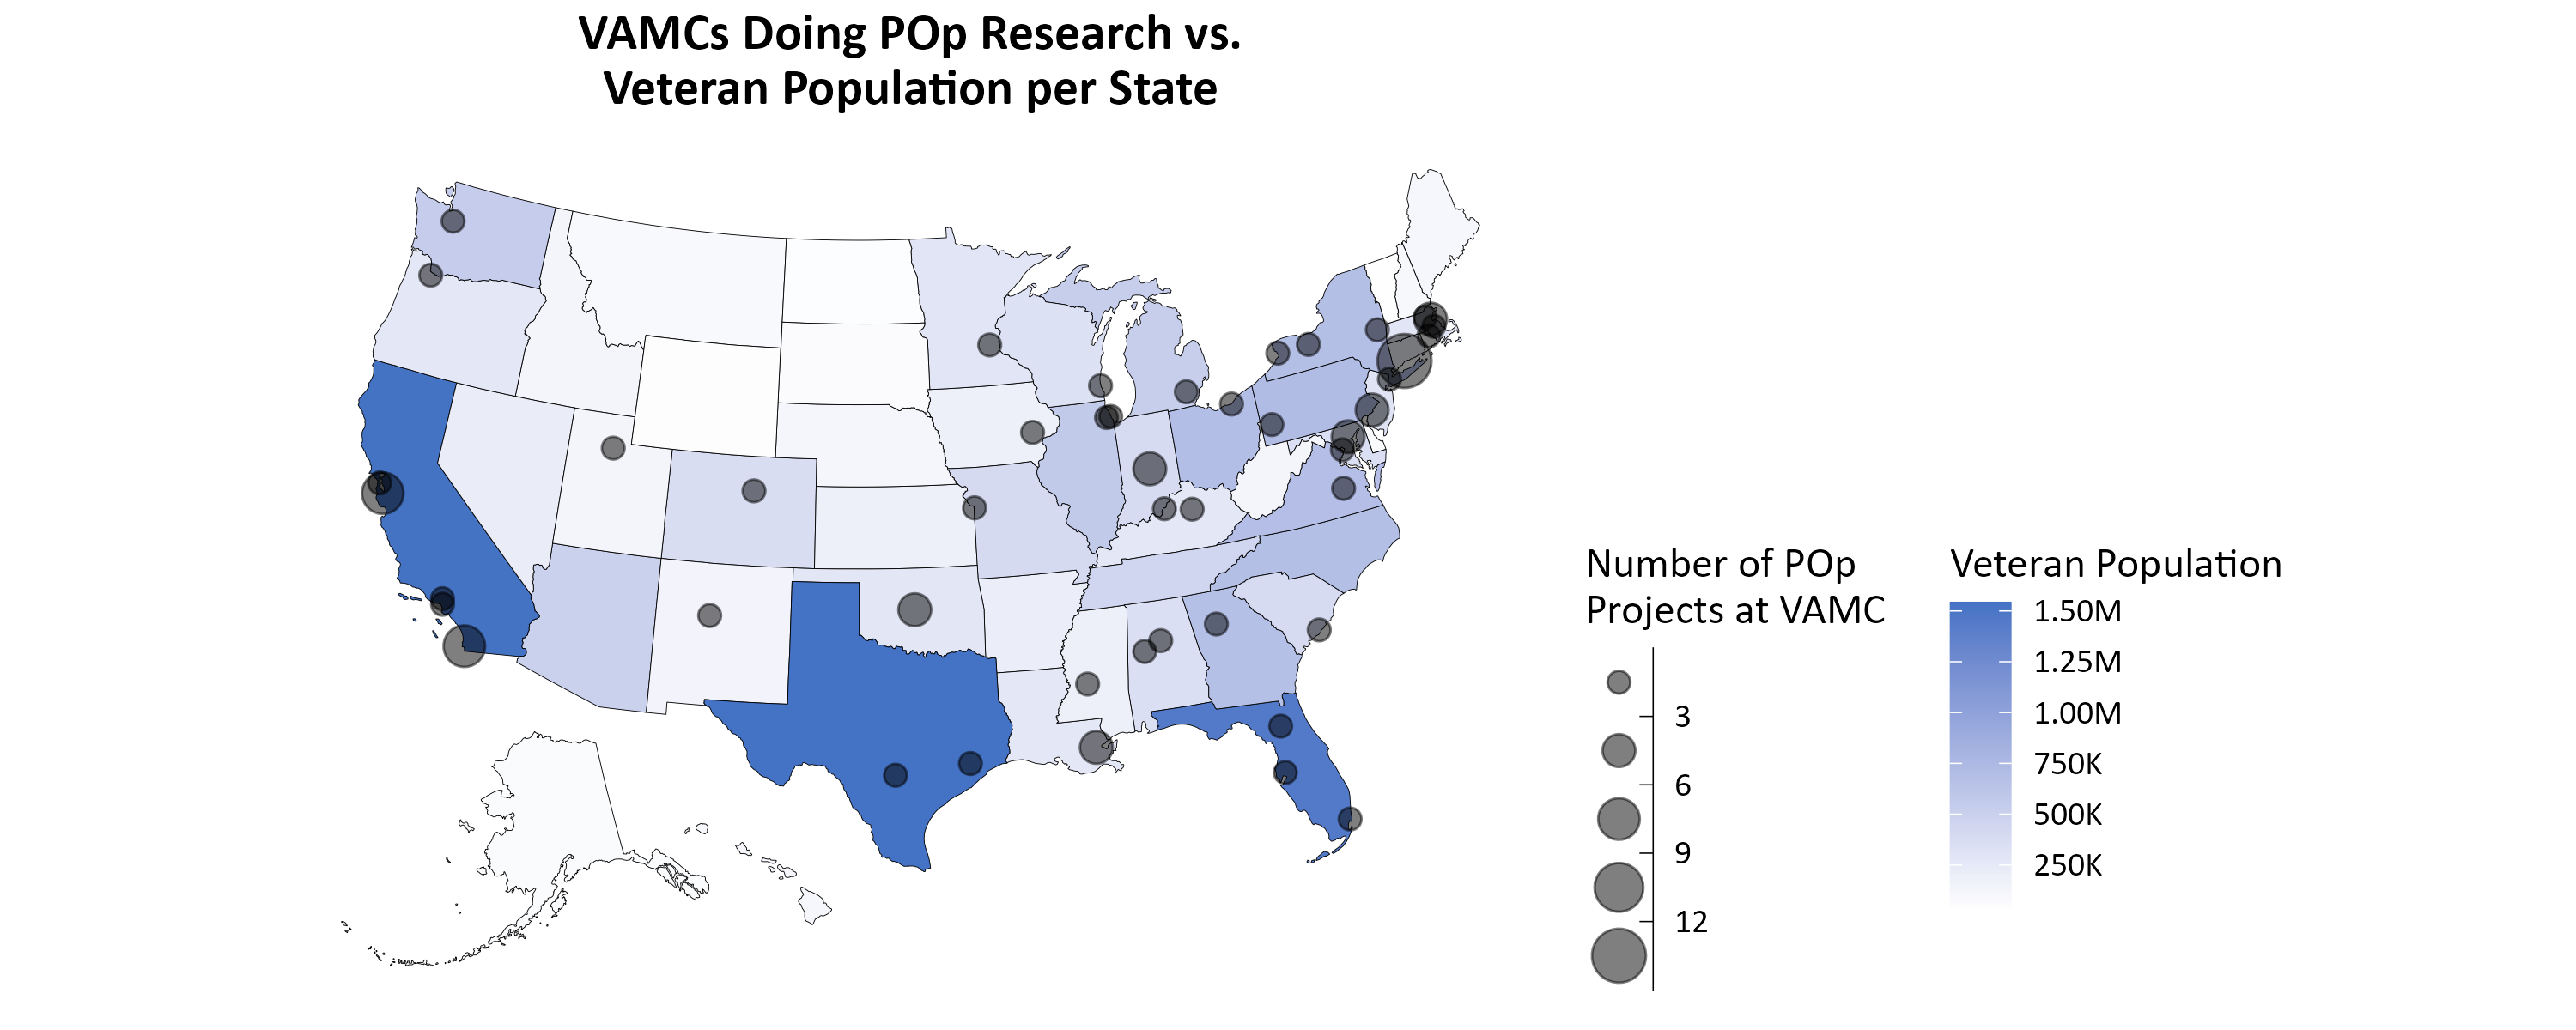 VAMCs Doing POp Research vs.
Veteran Population per State
Number of POp
Projects at VAMC
3
6
9
12
Veteran Population
1.50M
1.25M
1.00M
750K
500K
250K